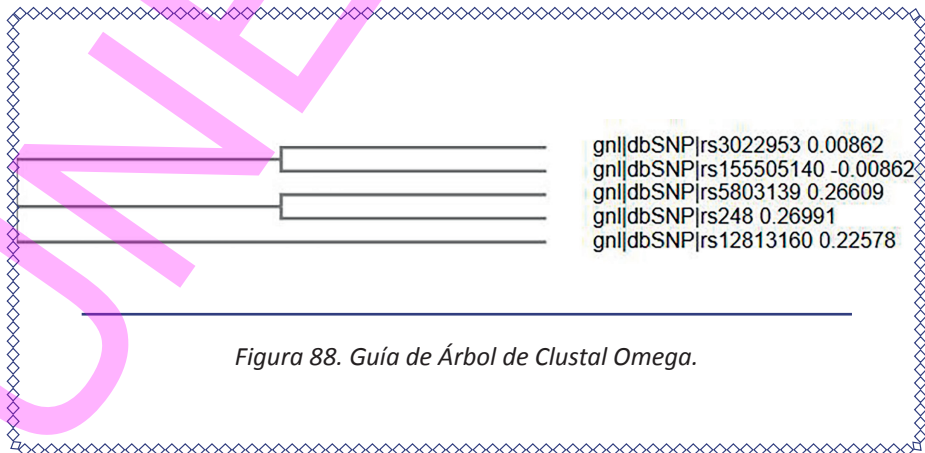 gnl|dbSNP|rs3022953 0.00862
gnl|dbSNP|rs155505140 -0.00862
gnl|dbSNP|rs5803139 0.26609
gnl|dbSNP|rs248 0.26991
gnl|dbSNP|rs12813160 0.22578
Figura 88. Guía de Árbol de Clustal Omega.